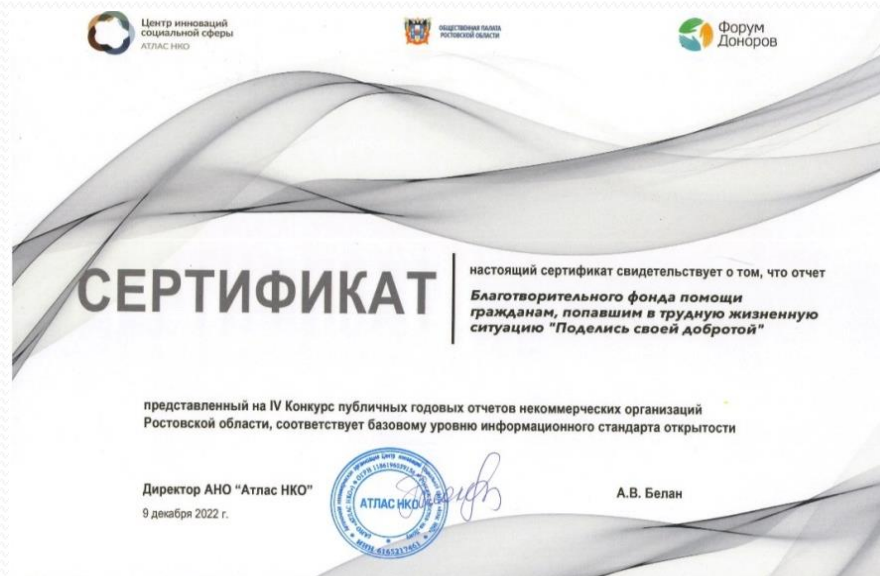 Центр инноваций
социальной сферы
АТЛАС НКО
ОБЩЕСТВЕННАЯ ПАЛАТА
РОСТОВСКОЙ ОБЛАСТИ
Форум
Доноров
СЕРТИФИКАТ
настоящий сертификат свидетельствует о том, что отчет
Благотворительного фонда помощи
гражданам, попавшим в трудную жизненную
ситуацию "Поделись своей добротой"
представленный на IV Конкурс публичных годовых отчетов некоммерческих организаций
Ростовской области, соответствует базовому уровню информационного стандарта открытости
Директор АНО “Атлас НКО”
9 декабря 2022 г.
АТЛАС НКО
А.В. Белан